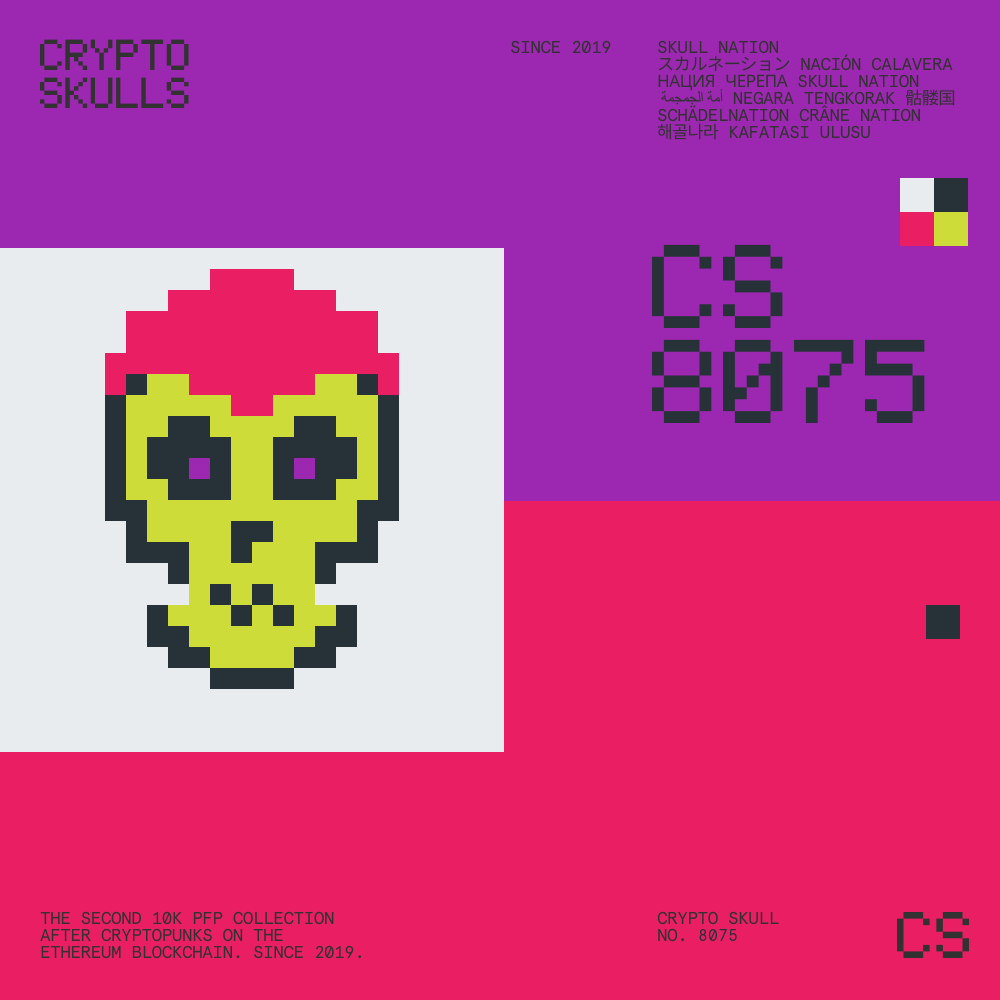 CRYPTO
SKULLS
SINCE 2019
SKULL NATION
スカルネーション NACIÓN CALAVERA
НАЦИЯ ЧЕРЕПА SKULL NATION
أمة الجمجمة NEGARA TENGKORAK 骷髅国
SCHÄDELNATION CRÂNE NATION
해골나라 KAFATASI ULUSU
CS
8075
THE SECOND 10K PFP COLLECTION
AFTER CRYPTOPUNKS ON THE
ETHEREUM BLOCKCHAIN. SINCE 2019.
CRYPTO SKULL
NO. 8075
CS